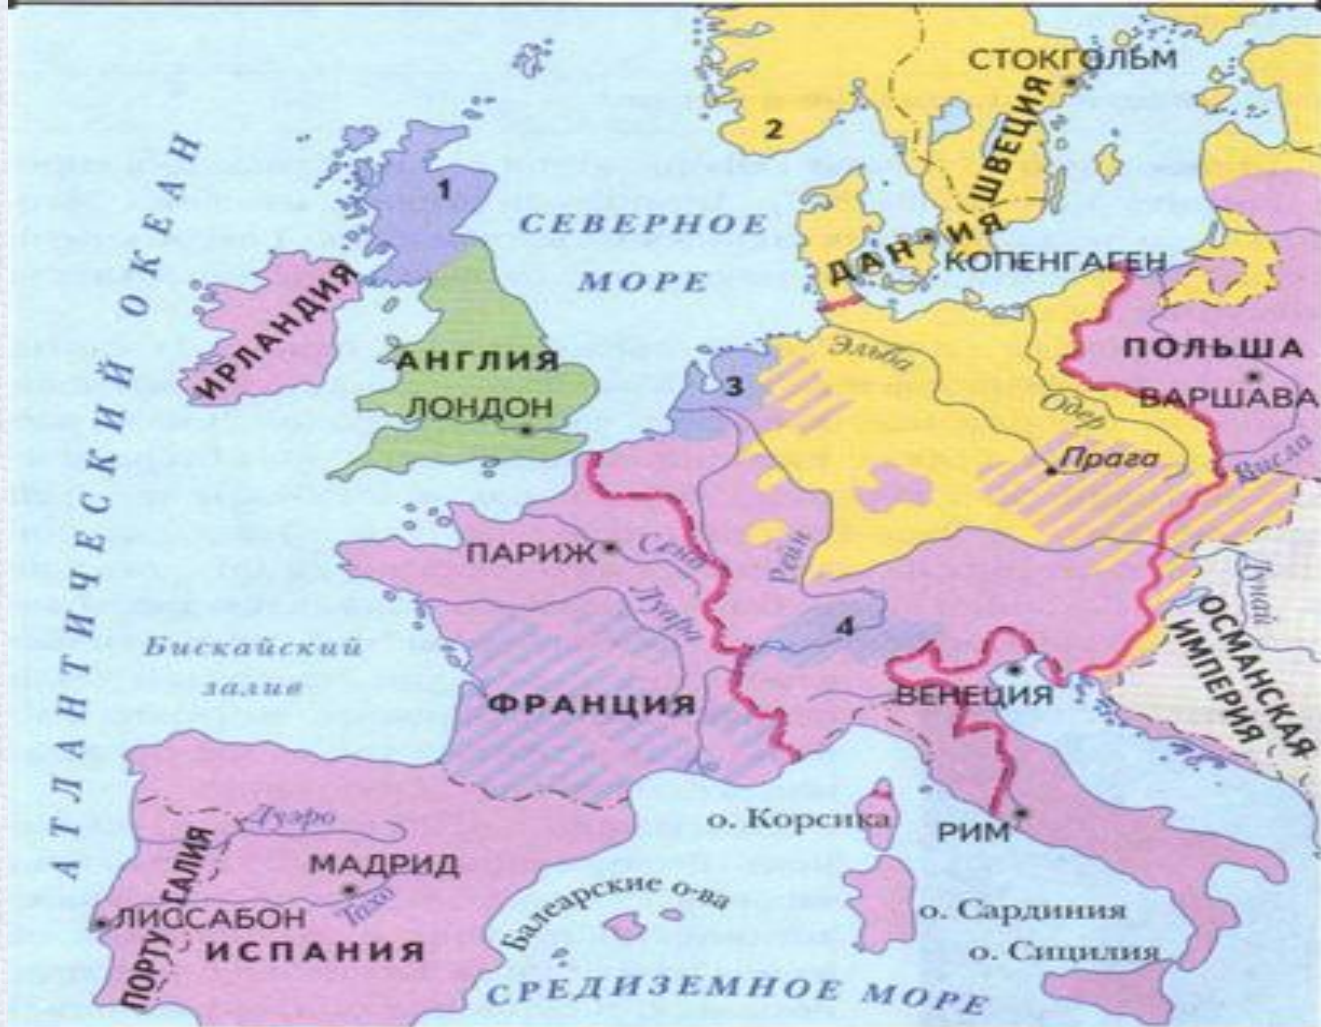 СТОКГОЛЬМ
ШВЕЦИЯ
2
1
СЕВЕРНОЕ
МОРЕ
ДАНИЯ
КОПЕНГАГЕН
АТЛАНТИЧЕСКИЙ ОКЕАН
ИРЛАНДИЯ
АНГЛИЯ
ЛОНДОН
3
Эльба
Одер
ПОЛЬША
ВАРШАВА
Висла
Прага
ПАРИЖ
Сена
Рейн
Луара
4
Дунай
ОСМАНСКАЯ
ИМПЕРИЯ
Бискайский
залив
ФРАНЦИЯ
ВЕНЕЦИЯ
Дуэро
о. Корсика
РИМ
МАДРИД
Тахо
ПОРТУГАЛИЯ
ЛИССАБОН
ИСПАНИЯ
Балеарские о-ва
о. Сардиния
о. Сицилия
СРЕДИЗЕМНОЕ МОРЕ